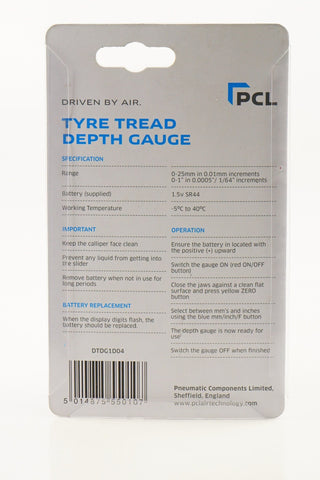 DRIVEN BY AIR.
PCL
TYRE TREAD
DEPTH GAUGE
SPECIFICATION
Range
0-25mm in 0.01mm increments
0-1" in 0.0005"/ 1/64" increments
Battery (supplied)
1.5v SR44
Working Temperature
-5ºC to 40ºC
IMPORTANT
Keep the calliper face clean
Prevent any liquid from getting into
the slider
Remove battery when not in use for
long periods
BATTERY REPLACEMENT
When the display digits flash, the
battery should be replaced.
OPERATION
Ensure the battery in located with
the positive (+) upward
Switch the gauge ON (red ON/OFF
button)
Close the jaws against a clean flat
surface and press yellow ZERO
button
Select between mm's and inches
using the blue mm/inch/F button
The depth gauge is now ready for
use
Switch the gauge OFF when finished
DTDG1D04
5 014875 550107
Pneumatic Components Limited,
Sheffield, England
www.pclairtechnology.com